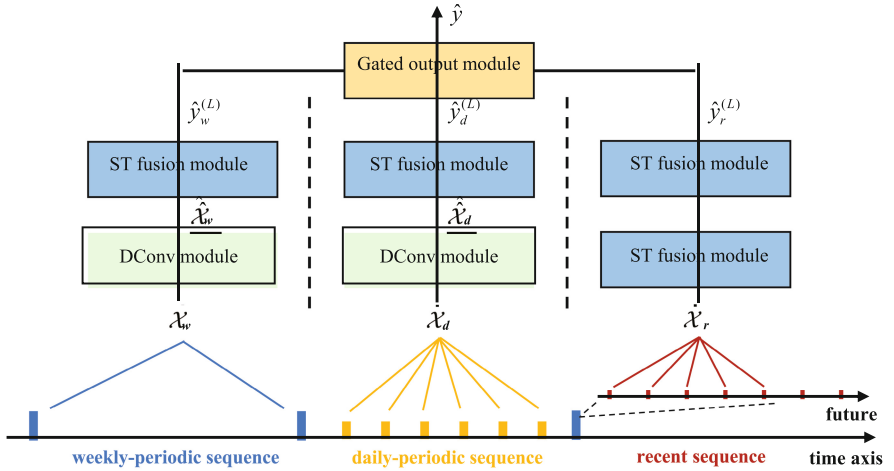 ŷ
Gated output module
ŷ_w^(L) ŷ_d^(L) ŷ_r^(L)
ST fusion module ST fusion module ST fusion module
𝒳̂_w 𝒳̂_d
DConv module DConv module ST fusion module
𝒳_w 𝒳_d 𝒳_r
future
weekly-periodic sequence daily-periodic sequence recent sequence time axis